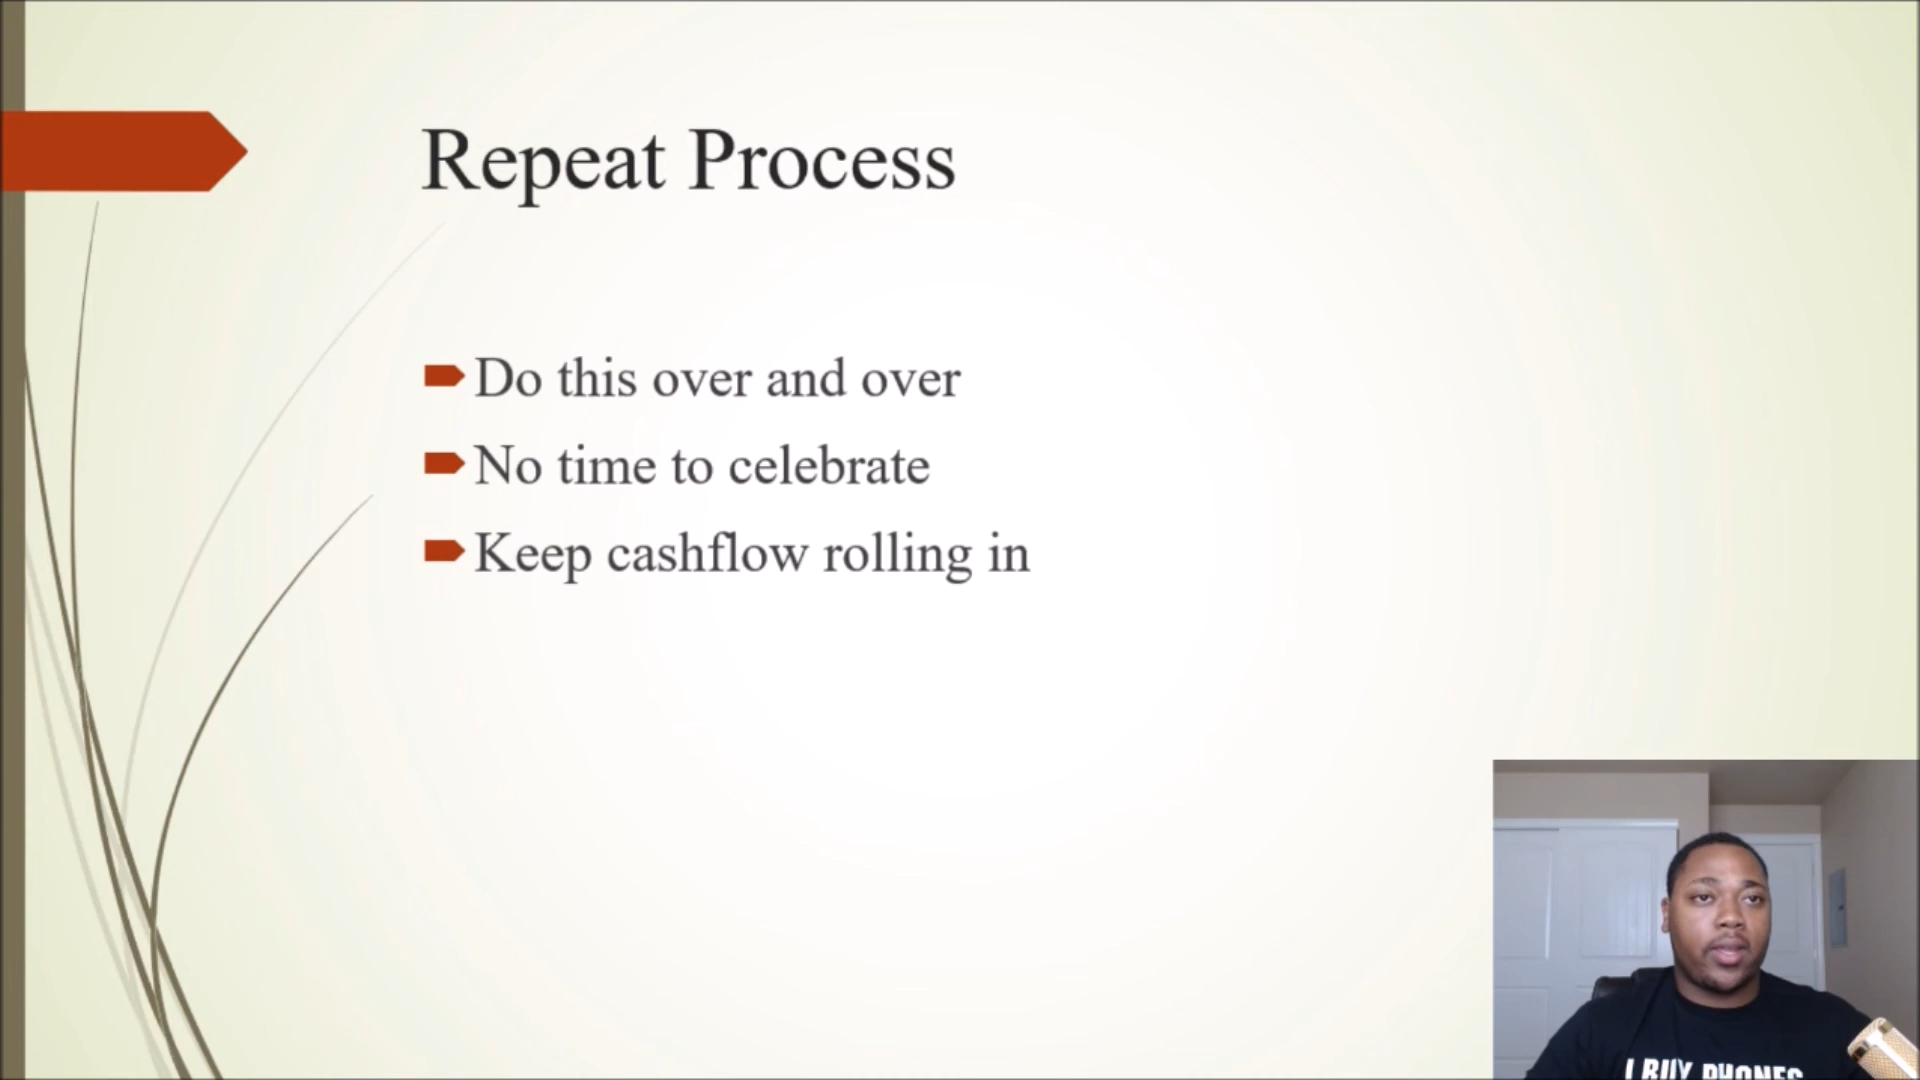 Repeat Process
Do this over and over
No time to celebrate
Keep cashflow rolling in
I BUY PHONES